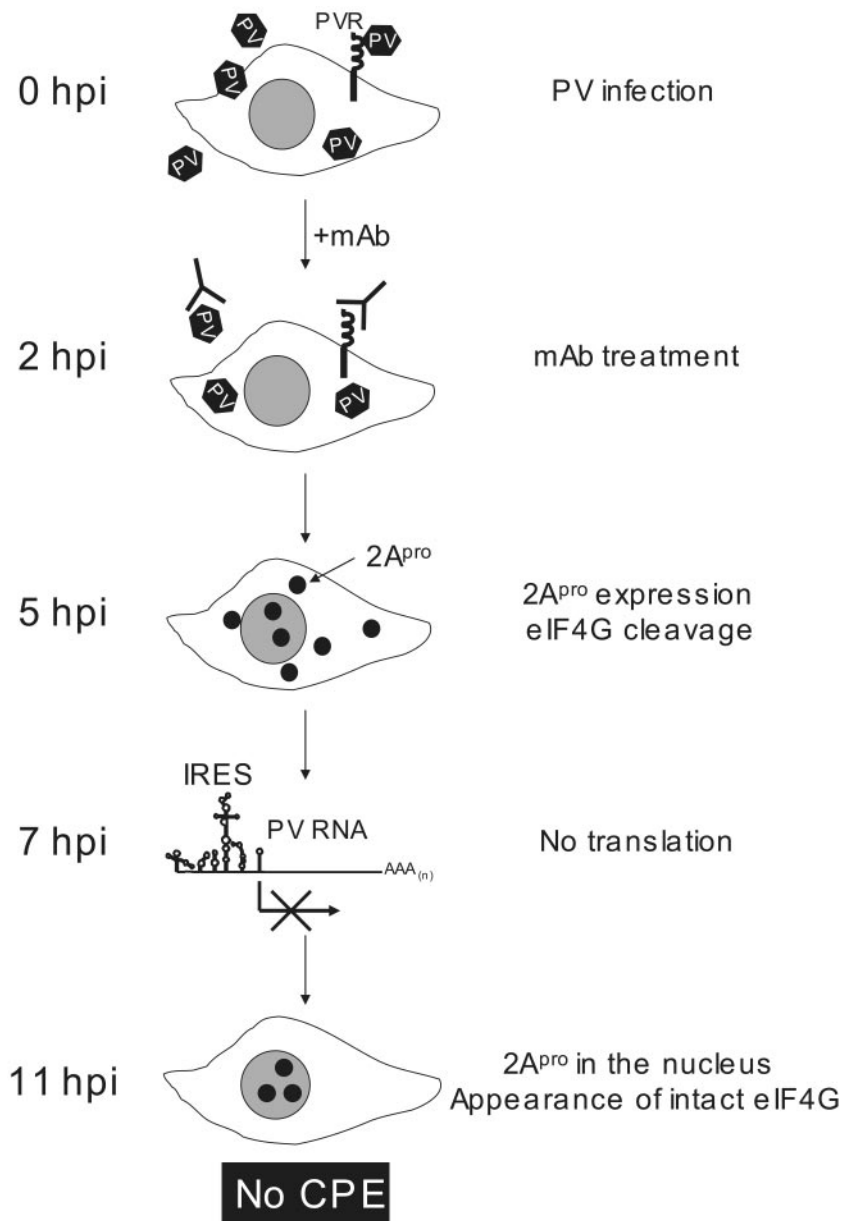 PV
PVR
PV
PV
0 hpi
PV infection
PV
PV
+mAb
PV
2 hpi
mAb treatment
PV
PV
2Apro
5 hpi
2Apro expression
eIF4G cleavage
IRES
PV RNA
7 hpi
No translation
AAA(n)
11 hpi
2Apro in the nucleus
Appearance of intact eIF4G
No CPE